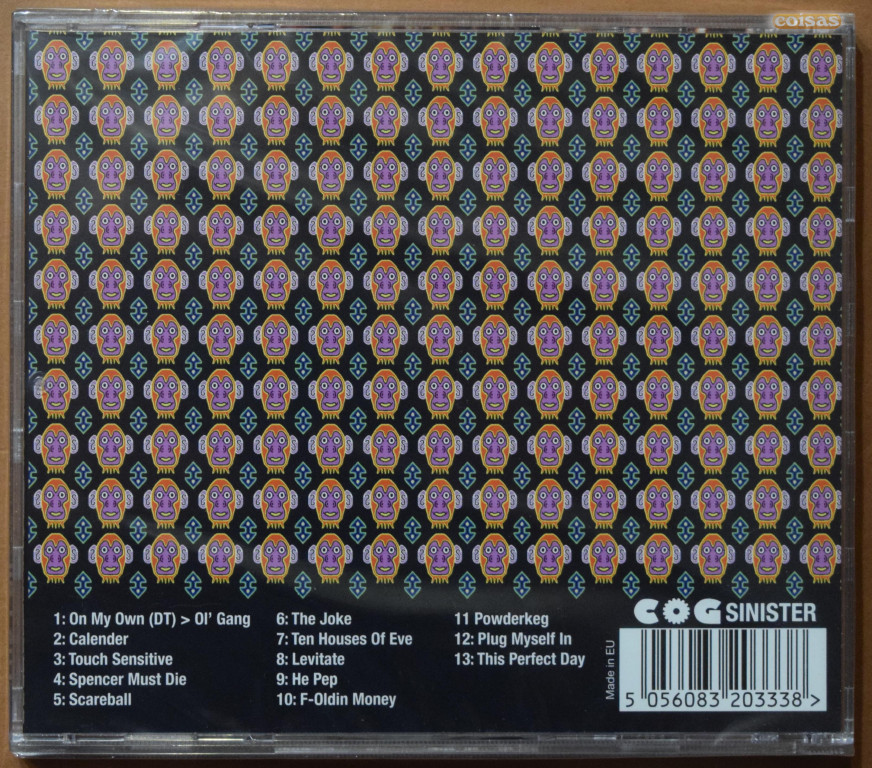 coisas
1: On My Own (DT) > Ol' Gang
2: Calender
3: Touch Sensitive
4: Spencer Must Die
5: Scareball
6: The Joke
7: Ten Houses Of Eve
8: Levitate
9: He Pep
10: F-Oldin Money
11 Powderkeg
12: Plug Myself In
13: This Perfect Day
COG SINISTER
Made in EU
5 056083 203338 >